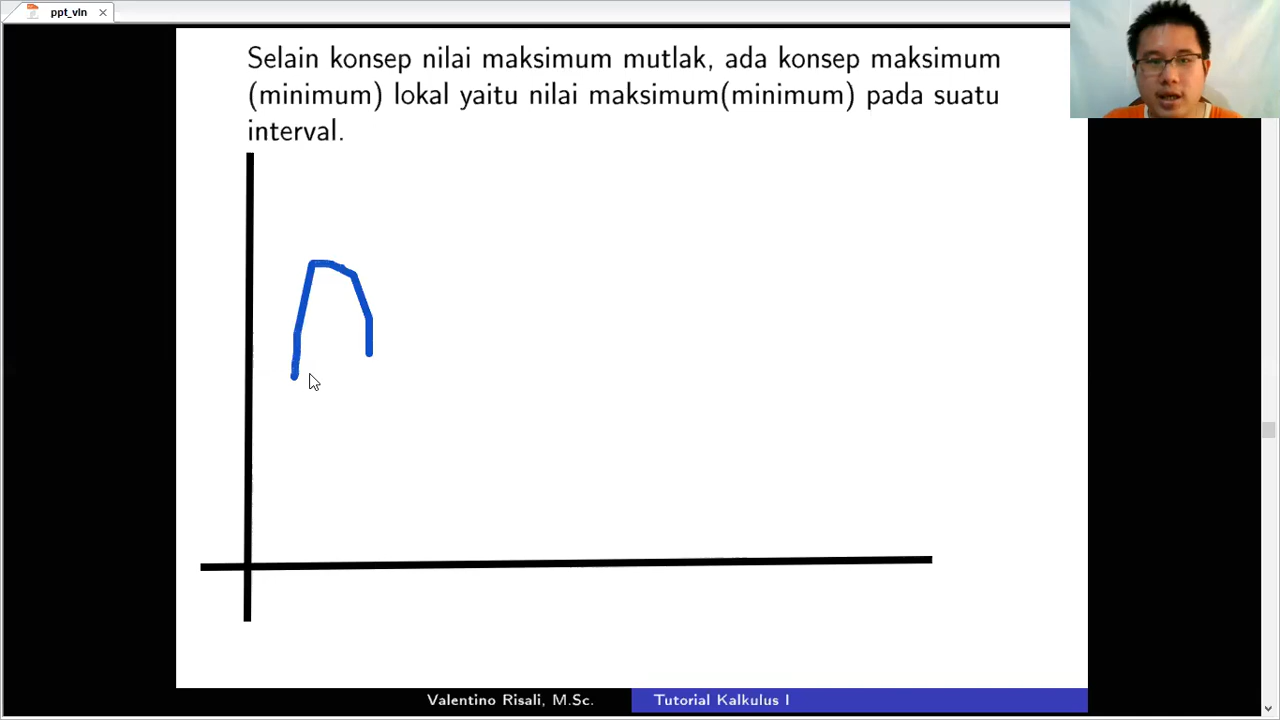 ppt_vln
Selain konsep nilai maksimum mutlak, ada konsep maksimum
(minimum) lokal yaitu nilai maksimum(minimum) pada suatu
interval.
Valentino Risali, M.Sc.
Tutorial Kalkulus I